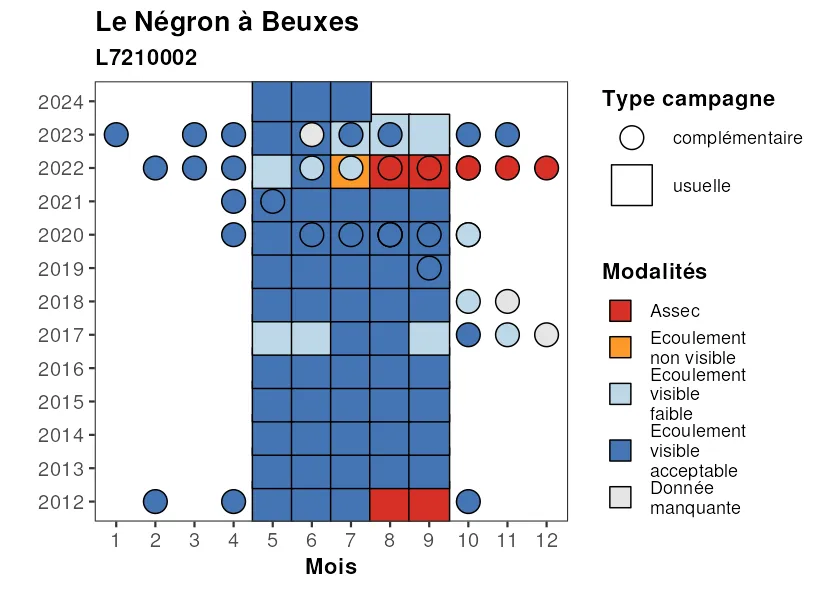 Le Négron à Beuxes
L7210002
2024
2023
2022
2021
2020
2019
2018
2017
2016
2015
2014
2013
2012
1 2 3 4 5 6 7 8 9 10 11 12
Mois
Type campagne
complémentaire
usuelle
Modalités
Assec
Ecoulement
non visible
Ecoulement
visible
faible
Ecoulement
visible
acceptable
Donnée
manquante